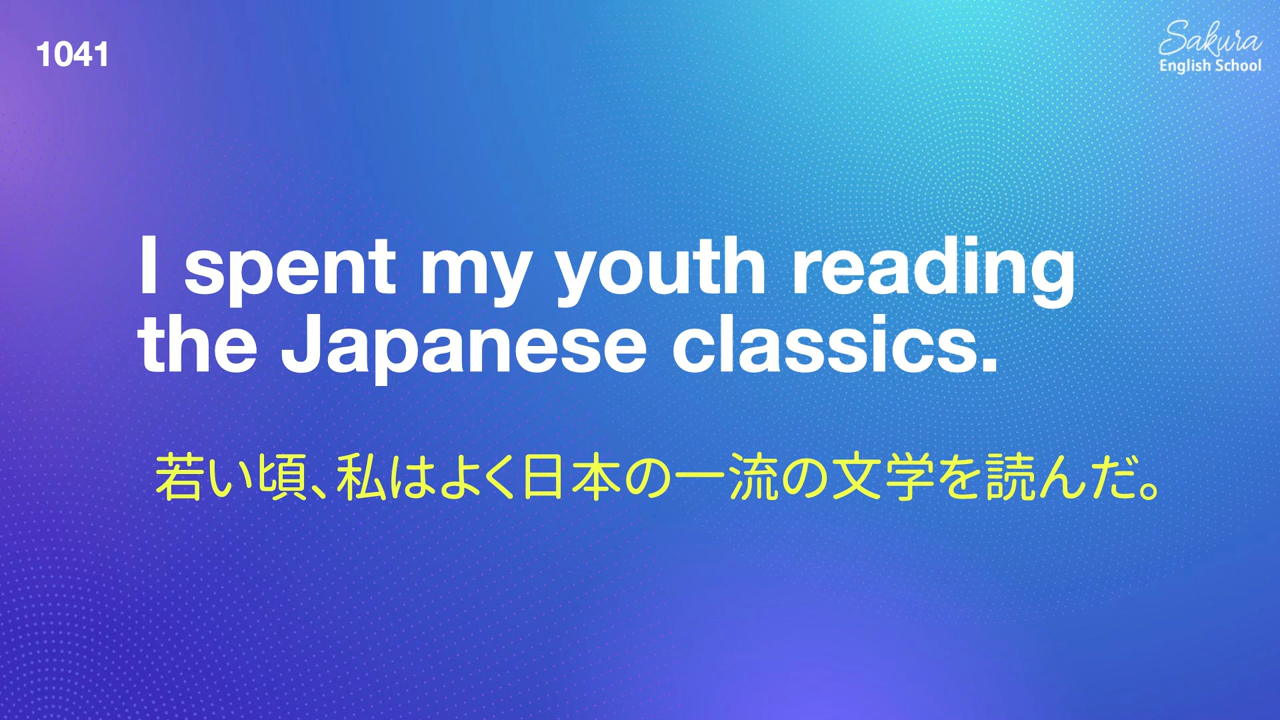 1041
Sakura
English School
I spent my youth reading
the Japanese classics.
若い頃、私はよく日本の一流の文学を読んだ。